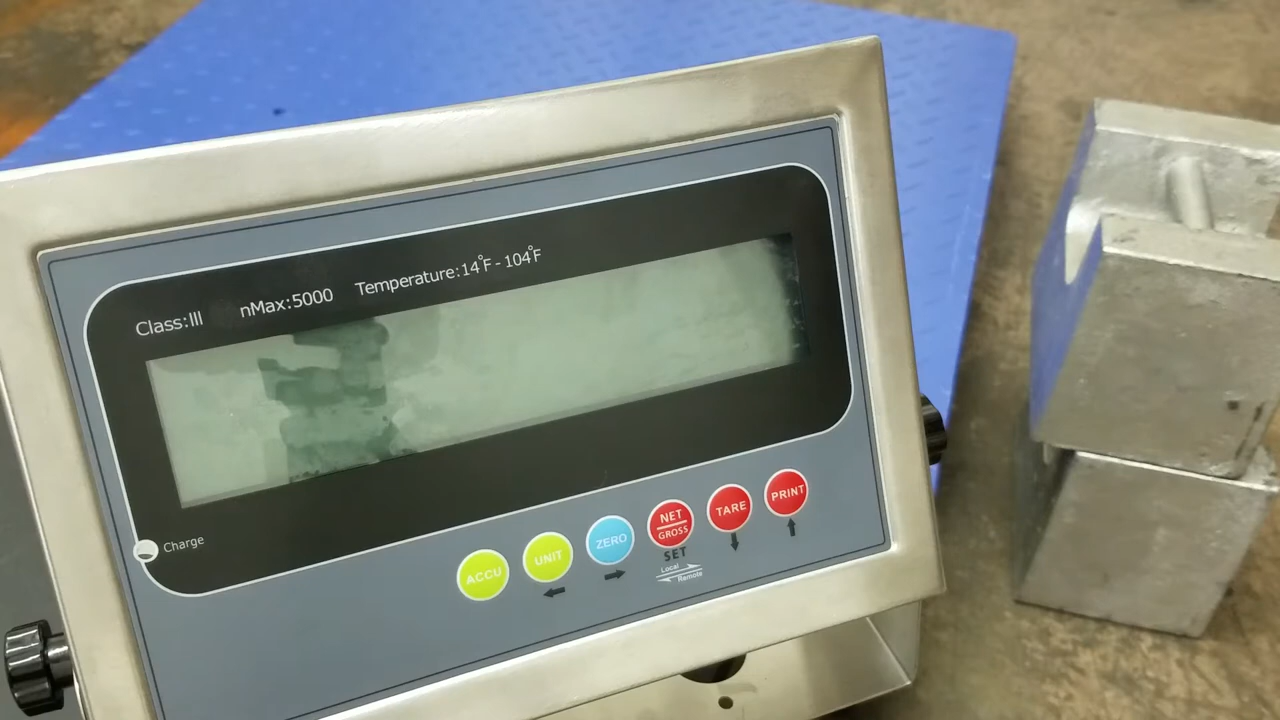 Class:III nMax:5000 Temperature:14°F - 104°F
Charge
ACCU UNIT ZERO NET GROSS TARE PRINT
SET
Local
Remote